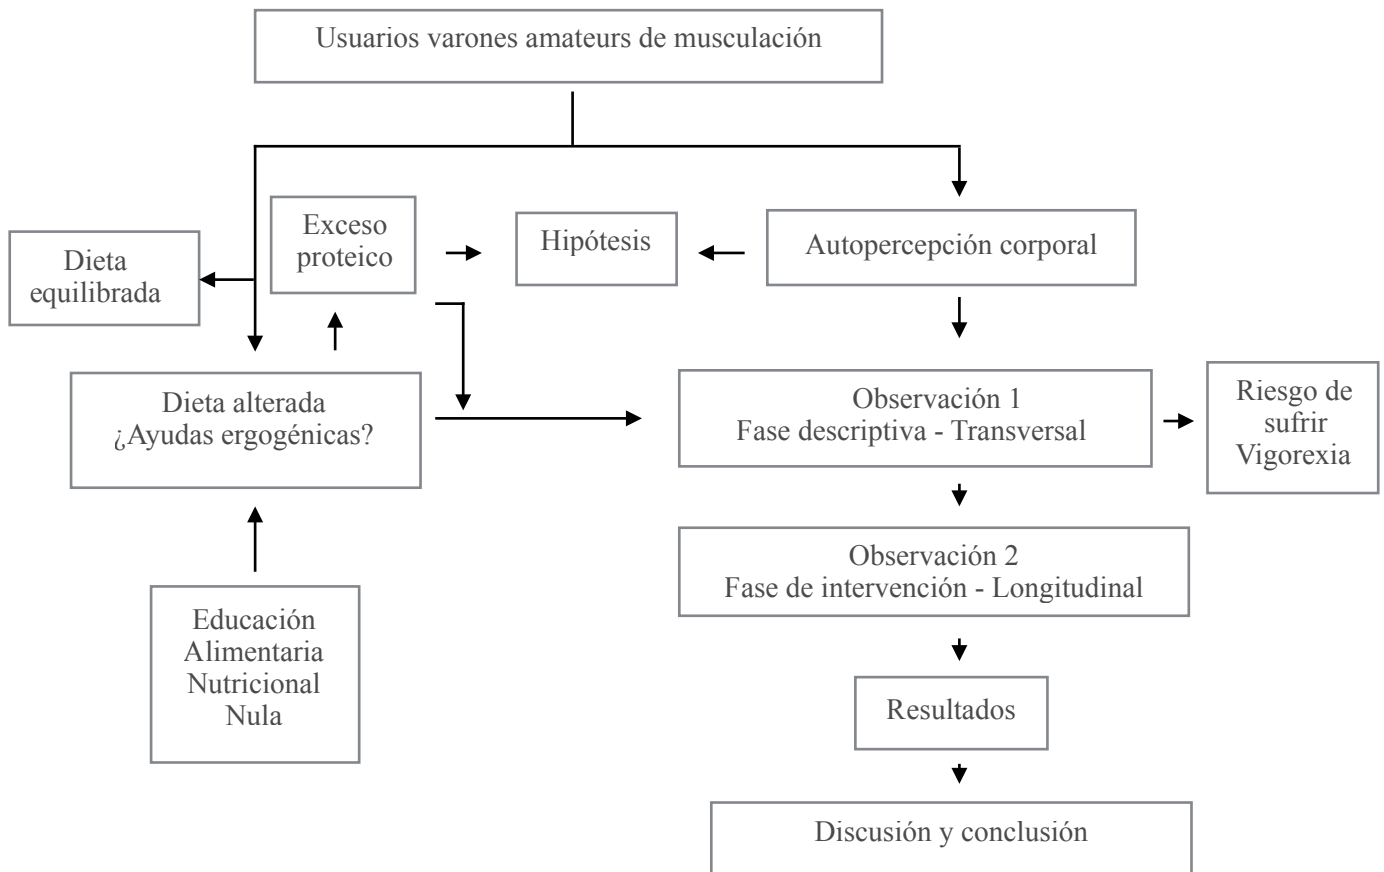 Usuarios varones amateurs de musculación
Exceso
proteico
Hipótesis
Autopercepción corporal
Dieta
equilibrada
Dieta alterada
¿Ayudas ergogénicas?
Observación 1
Fase descriptiva - Transversal
Riesgo de
sufrir
Vigorexia
Observación 2
Fase de intervención - Longitudinal
Educación
Alimentaria
Nutricional
Nula
Resultados
Discusión y conclusión